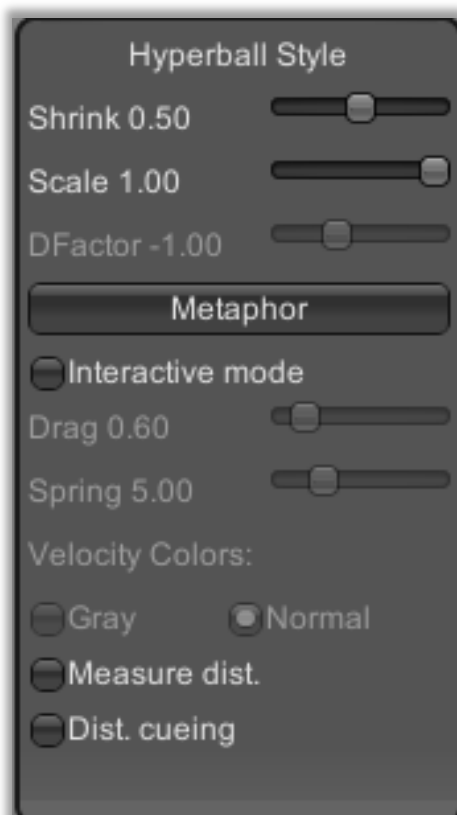 Hyperball Style
Shrink 0.50
Scale 1.00
DFactor -1.00
Metaphor
Interactive mode
Drag 0.60
Spring 5.00
Velocity Colors:
Gray Normal
Measure dist.
Dist. cueing